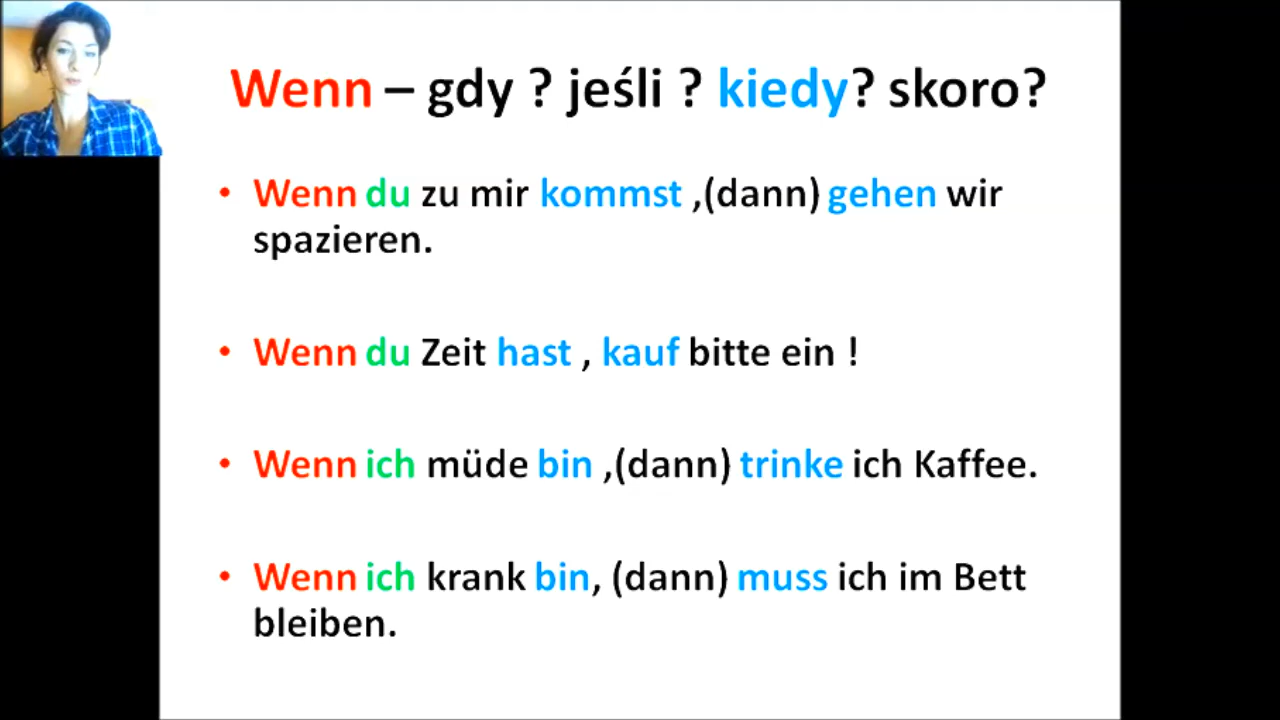 Wenn – gdy ? jeśli ? kiedy? skoro?
• Wenn du zu mir kommst ,(dann) gehen wir
spazieren.
• Wenn du Zeit hast , kauf bitte ein !
• Wenn ich müde bin ,(dann) trinke ich Kaffee.
• Wenn ich krank bin, (dann) muss ich im Bett
bleiben.